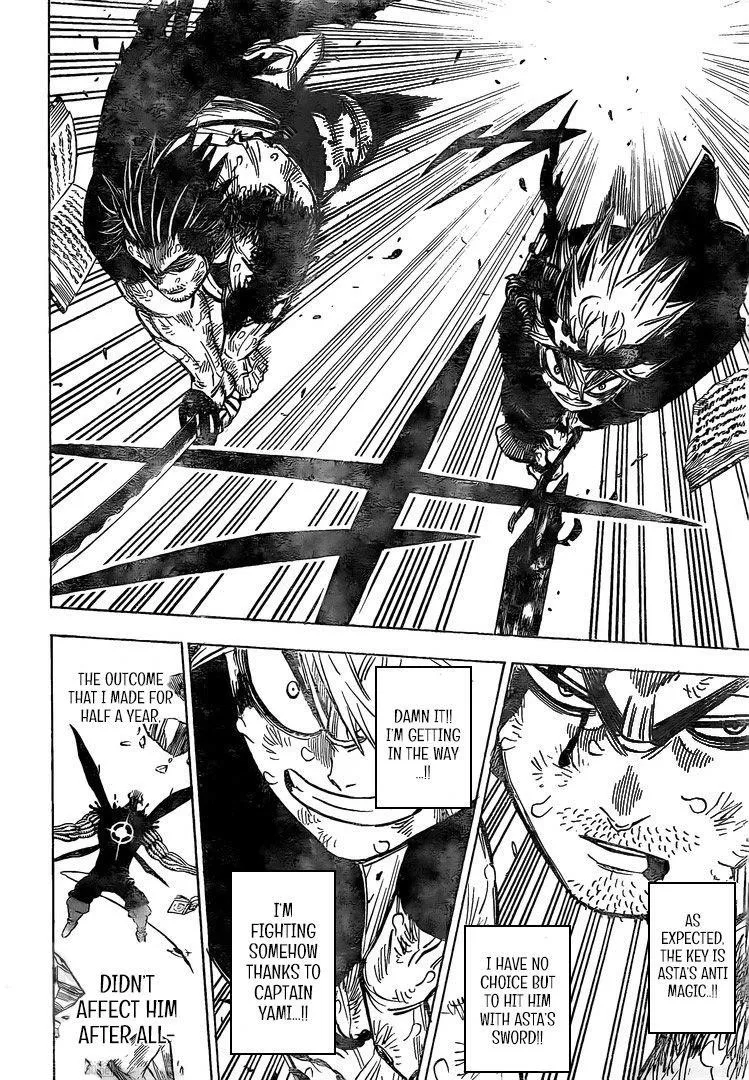 AS
EXPECTED,
THE KEY IS
ASTA'S ANTI
MAGIC..!!
I HAVE NO
CHOICE BUT
TO HIT HIM
WITH ASTA'S
SWORD!!
DAMN IT!!
I'M GETTING
IN THE WAY
...!!
I'M
FIGHTING
SOMEHOW
THANKS TO
CAPTAIN
YAMI...!!
THE OUTCOME
THAT I MADE FOR
HALF A YEAR,
DIDN'T
AFFECT HIM
AFTER ALL-